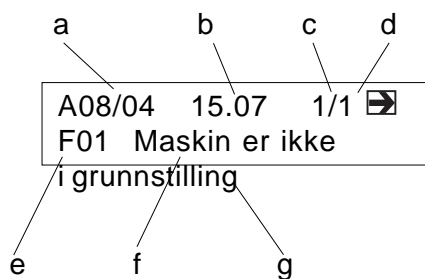 a b c d
A08/04 15.07 1/1
F01 Maskin er ikke
i grunnstilling
e f g